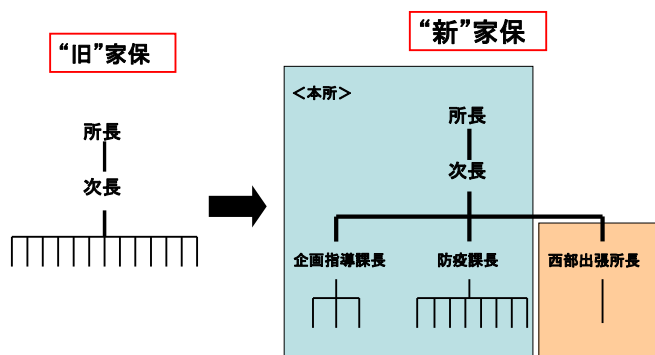 “旧”家保
所長
次長
“新”家保
＜本所＞
所長
次長
企画指導課長
防疫課長
西部出張所長